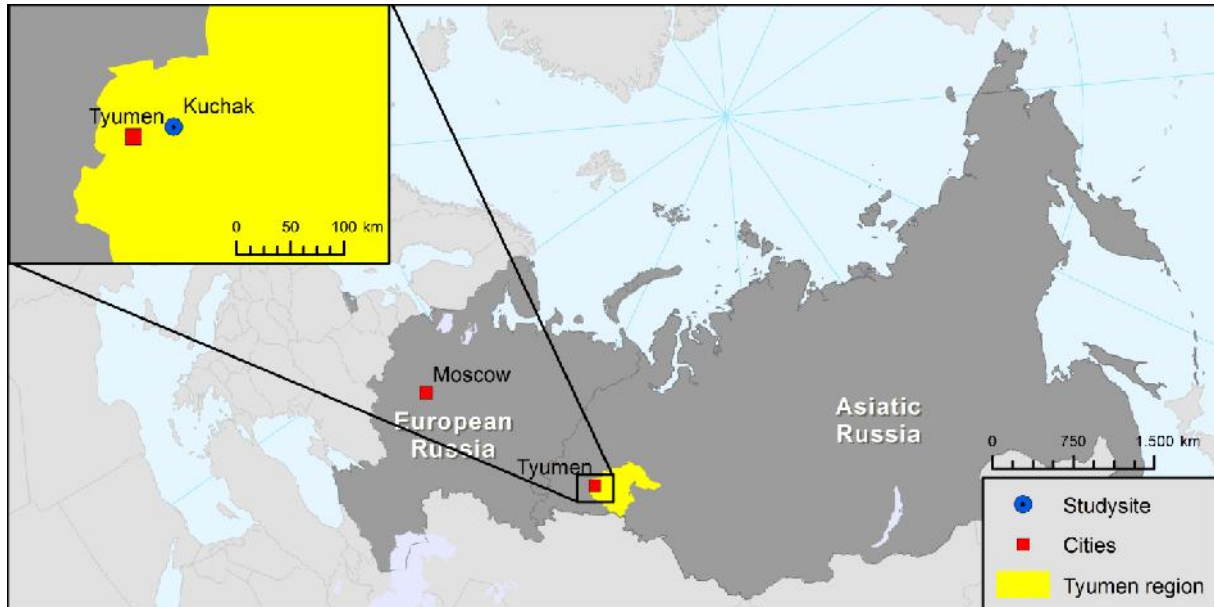 Tyumen
Kuchak
0 50 100 km
Moscow
European
Russia
Tyumen
Asiatic
Russia
0 750 1.500 km
Studysite
Cities
Tyumen region